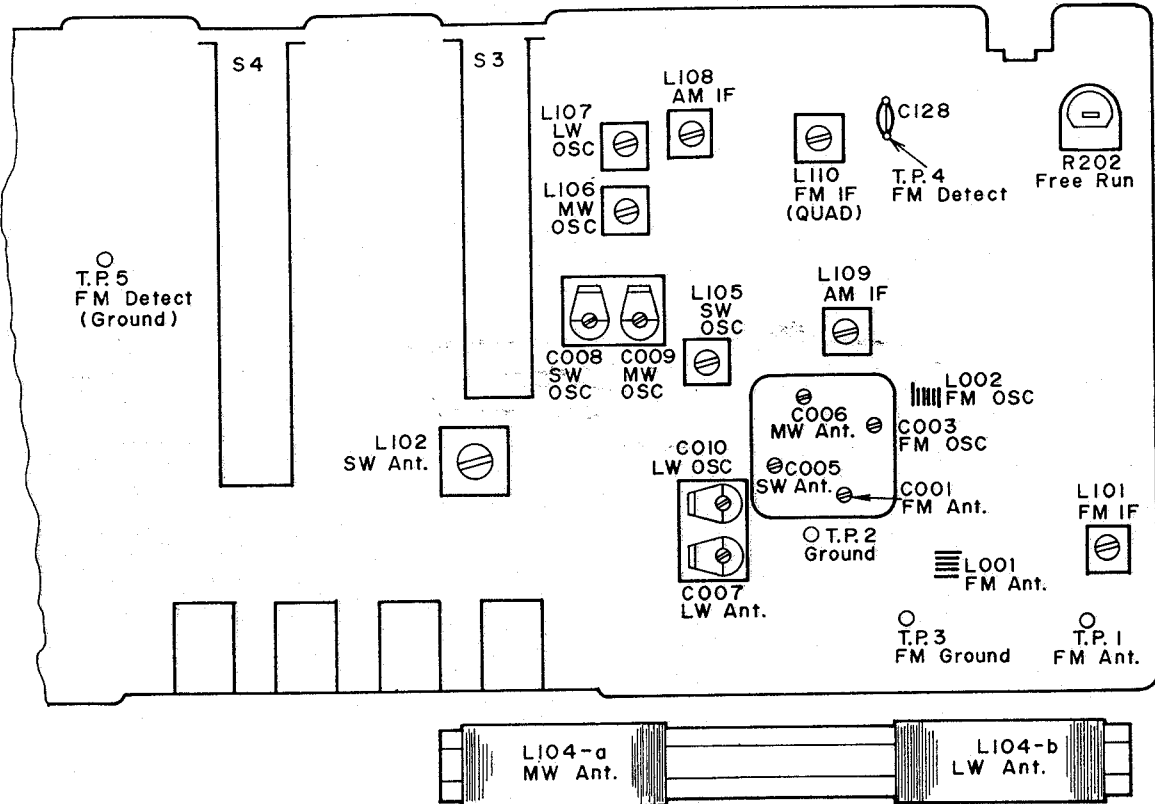 S4
S3
L108
AM IF
L107
LW
OSC
C128
L110
FM IF
(QUAD)
T.P.4
FM Detect
R202
Free Run
L106
MW
OSC
T.P.5
FM Detect
(Ground)
L109
AM IF
L105
SW
OSC
C008
SW
OSC
C009
MW
OSC
L002
FM OSC
C006
MW Ant.
C003
FM OSC
L102
SW Ant.
C010
LW OSC
C005
SW Ant.
C001
FM Ant.
L101
FM IF
T.P.2
Ground
L001
FM Ant.
C007
LW Ant.
T.P.3
FM Ground
T.P.1
FM Ant.
L104-a
MW Ant.
L104-b
LW Ant.